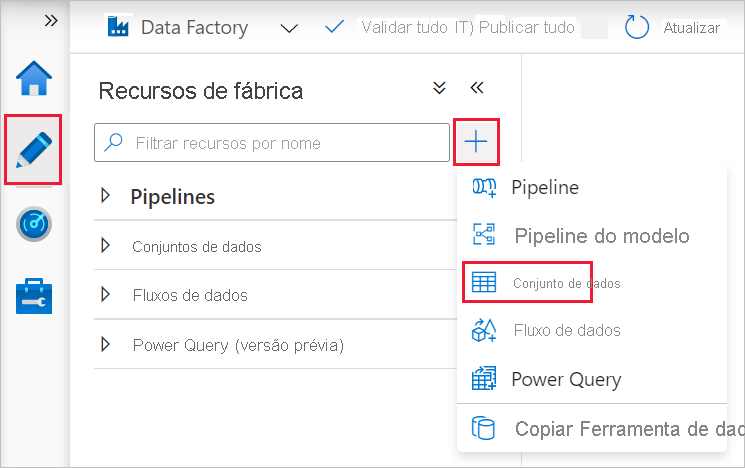 Data Factory
Validar tudo IT) Publicar tudo
Atualizar
Recursos de fábrica
Filtrar recursos por nome
Pipelines
Conjuntos de dados
Fluxos de dados
Power Query (versão prévia)
Pipeline
Pipeline do modelo
Conjunto de dados
Fluxo de dados
Power Query
Copiar Ferramenta de dad